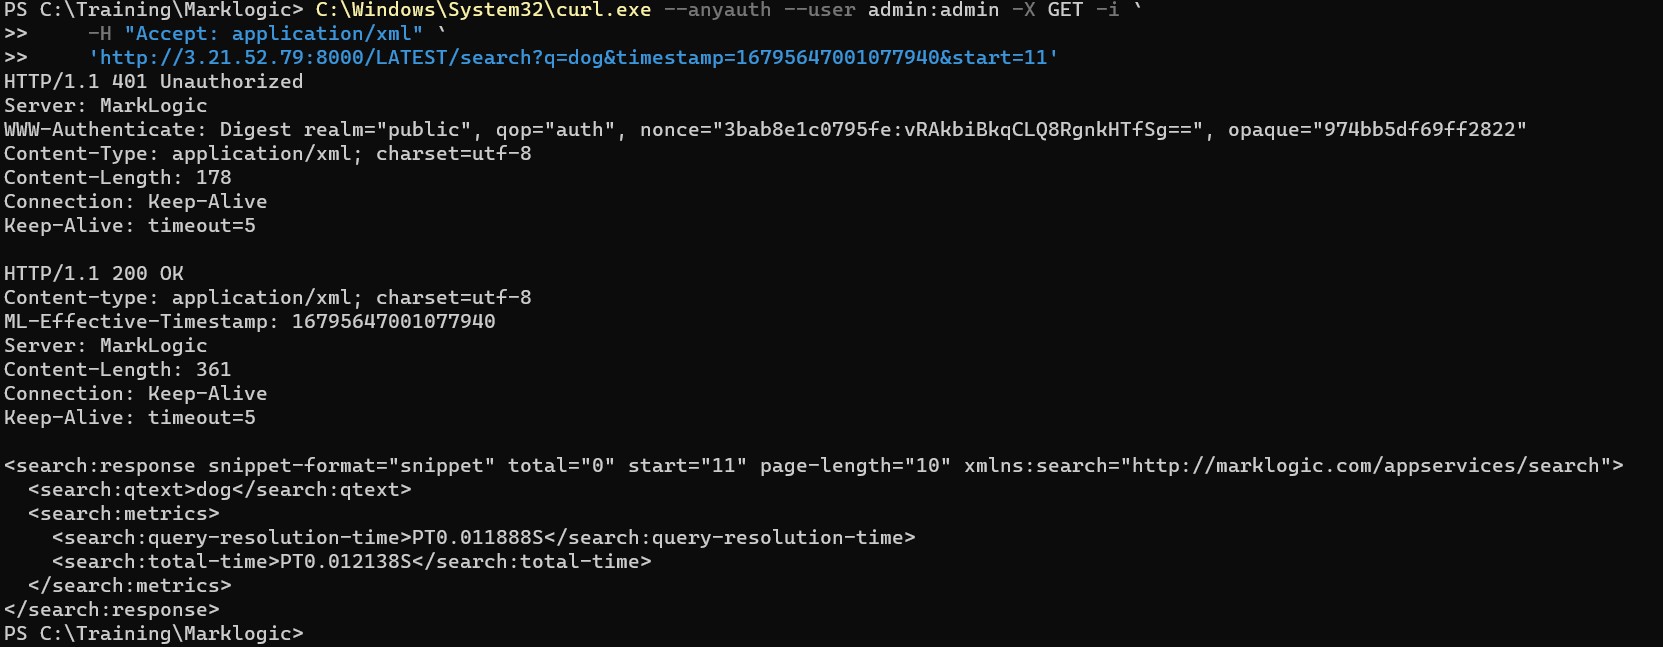 PS C:\Training\Marklogic> C:\Windows\System32\curl.exe --anyauth --user admin:admin -X GET -i `
>>     -H "Accept: application/xml" `
>>     'http://3.21.52.79:8000/LATEST/search?q=dog&timestamp=16795647001077940&start=11'
HTTP/1.1 401 Unauthorized
Server: MarkLogic
WWW-Authenticate: Digest realm="public", qop="auth", nonce="3bab8e1c0795fe:vRAkbiBkqCLQ8RgnkHTfSg==", opaque="974bb5df69ff2822"
Content-Type: application/xml; charset=utf-8
Content-Length: 178
Connection: Keep-Alive
Keep-Alive: timeout=5

HTTP/1.1 200 OK
Content-type: application/xml; charset=utf-8
ML-Effective-Timestamp: 16795647001077940
Server: MarkLogic
Content-Length: 361
Connection: Keep-Alive
Keep-Alive: timeout=5

<search:response snippet-format="snippet" total="0" start="11" page-length="10" xmlns:search="http://marklogic.com/appservices/search">
  <search:qtext>dog</search:qtext>
  <search:metrics>
    <search:query-resolution-time>PT0.011888S</search:query-resolution-time>
    <search:total-time>PT0.012138S</search:total-time>
  </search:metrics>
</search:response>
PS C:\Training\Marklogic>